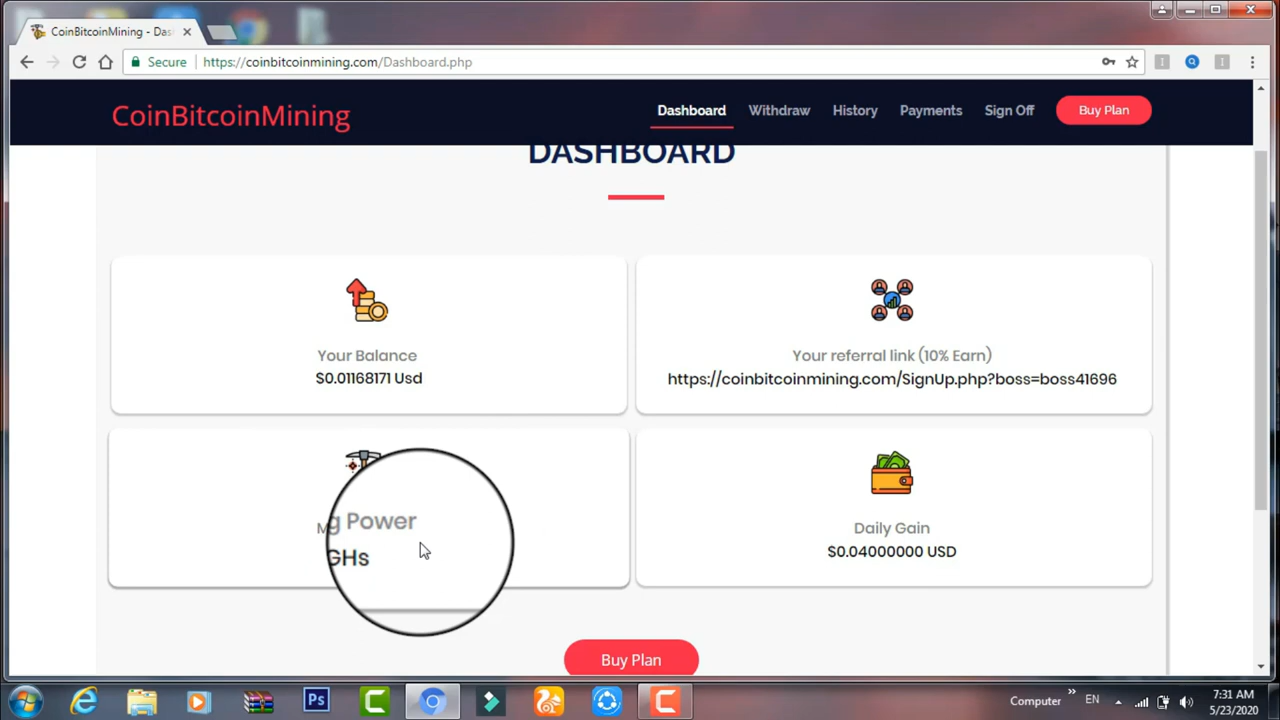 CoinBitcoinMining - Das
Secure
https://coinbitcoinmining.com/Dashboard.php
CoinBitcoinMining
Dashboard
Withdraw
History
Payments
Sign Off
Buy Plan
DASHBOARD
Your Balance
$0.01168171 Usd
Your referral link (10% Earn)
https://coinbitcoinmining.com/SignUp.php?boss=boss41696
g Power
GHs
Daily Gain
$0.04000000 USD
Buy Plan
Ps
Computer
EN
7:31 AM
5/23/2020